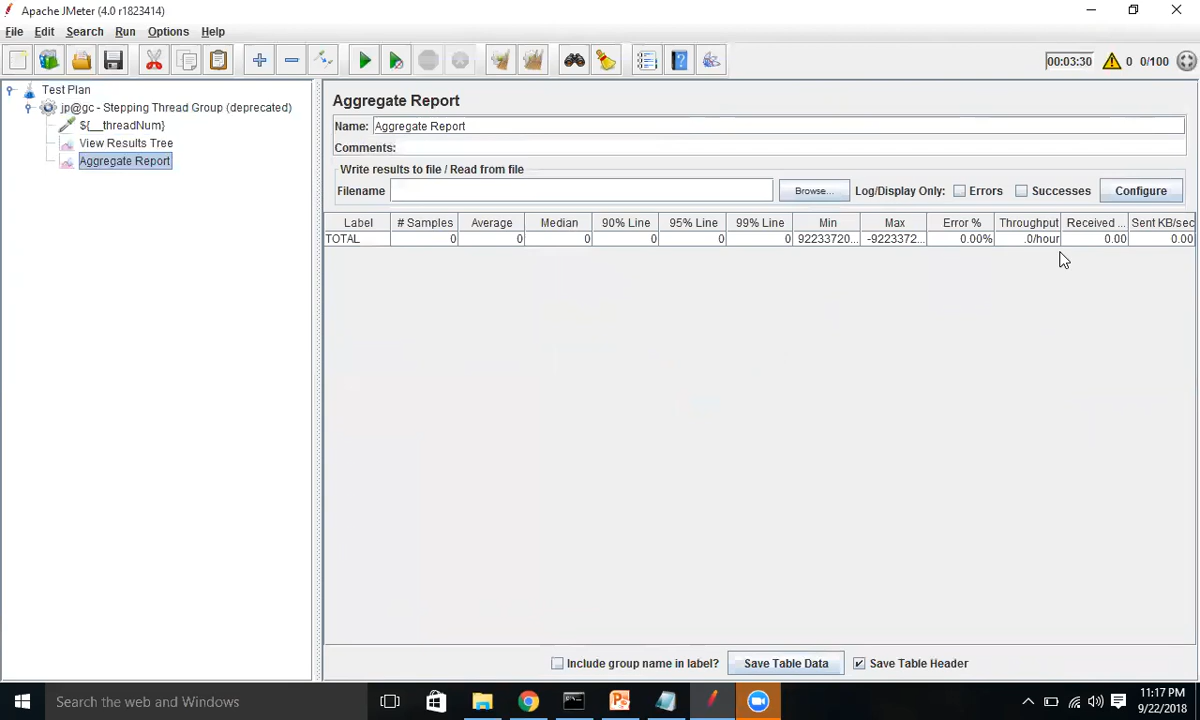 Apache JMeter (4.0 r1823414)
File Edit Search Run Options Help
00:03:30 0 0/100
Test Plan
jp@gc - Stepping Thread Group (deprecated)
${__threadNum}
View Results Tree
Aggregate Report
Aggregate Report
Name: Aggregate Report
Comments:
Write results to file / Read from file
Filename Browse... Log/Display Only: Errors Successes Configure
Label # Samples Average Median 90% Line 95% Line 99% Line Min Max Error % Throughput Received ... Sent KB/sec
TOTAL 0 0 0 0 0 0 92233720... -9223372... 0.00% .0/hour 0.00 0.00
Include group name in label? Save Table Data Save Table Header
Search the web and Windows
11:17 PM
9/22/2018